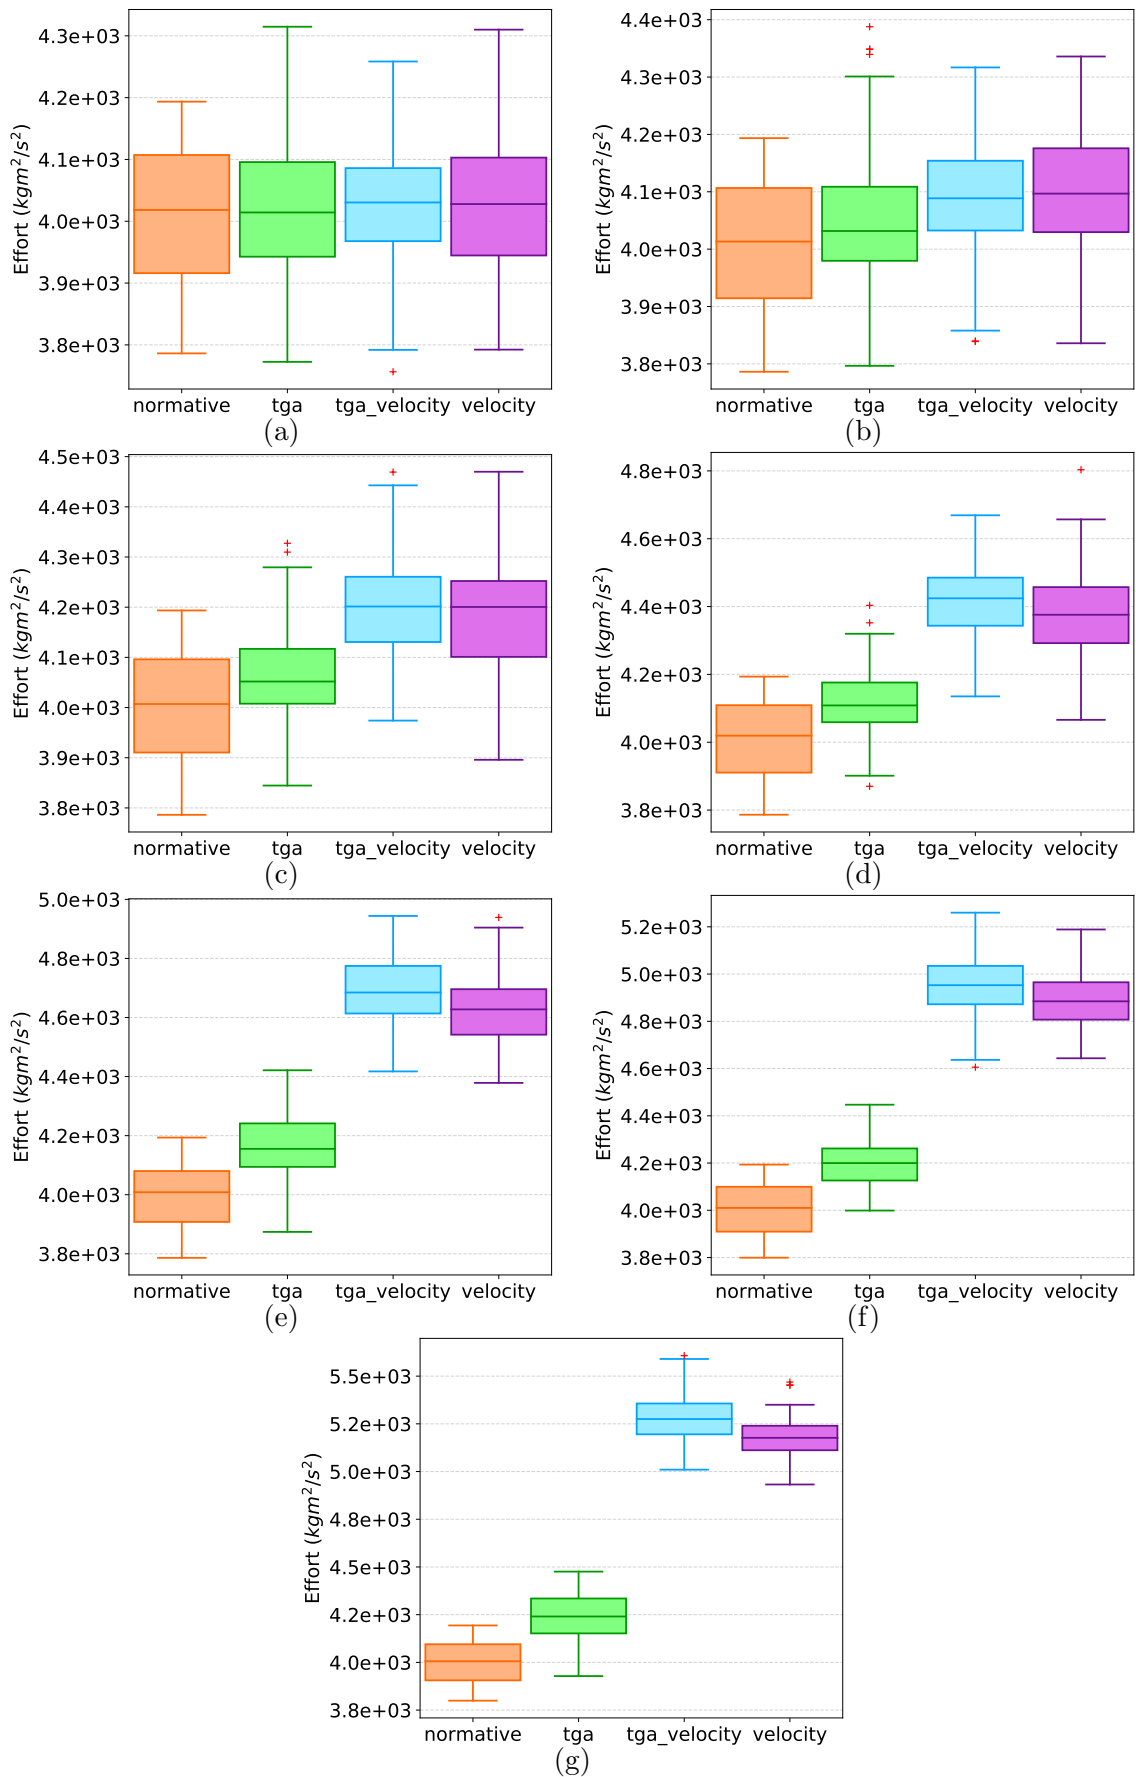 4.3e+03
4.2e+03
4.1e+03
4.0e+03
3.9e+03
3.8e+03
Effort (kgm²/s²)
normative tga tga_velocity velocity
(a)
4.4e+03
4.3e+03
4.2e+03
4.1e+03
4.0e+03
3.9e+03
3.8e+03
Effort (kgm²/s²)
normative tga tga_velocity velocity
(b)
4.5e+03
4.4e+03
4.3e+03
4.2e+03
4.1e+03
4.0e+03
3.9e+03
3.8e+03
Effort (kgm²/s²)
normative tga tga_velocity velocity
(c)
4.8e+03
4.6e+03
4.4e+03
4.2e+03
4.0e+03
3.8e+03
Effort (kgm²/s²)
normative tga tga_velocity velocity
(d)
5.0e+03
4.8e+03
4.6e+03
4.4e+03
4.2e+03
4.0e+03
3.8e+03
Effort (kgm²/s²)
normative tga tga_velocity velocity
(e)
5.2e+03
5.0e+03
4.8e+03
4.6e+03
4.4e+03
4.2e+03
4.0e+03
3.8e+03
Effort (kgm²/s²)
normative tga tga_velocity velocity
(f)
5.5e+03
5.2e+03
5.0e+03
4.8e+03
4.5e+03
4.2e+03
4.0e+03
3.8e+03
Effort (kgm²/s²)
normative tga tga_velocity velocity
(g)